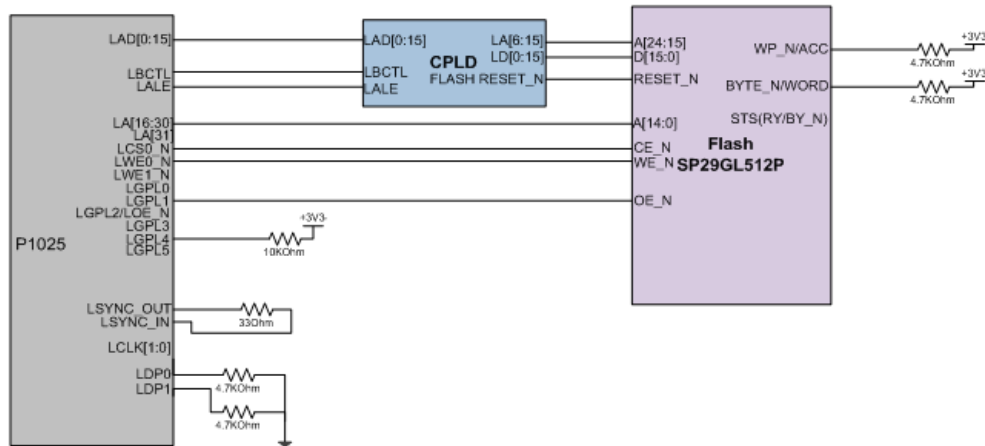 LAD[0:15]
LBCTL
LALE
LA[16:30]
LA[31]
LCS0_N
LWE0_N
LWE1_N
LGPL0
LGPL1
LGPL2/LOE_N
LGPL3
LGPL4
LGPL5
P1025
LSYNC_OUT
LSYNC_IN
LCLK[1:0]
LDP0
LDP1
LAD[0:15]
LBCTL
LALE
CPLD
LA[6:15]
LD[0:15]
FLASH RESET_N
A[24:15]
D[15:0]
RESET_N
A[14:0]
CE_N
WE_N
OE_N
WP_N/ACC
BYTE_N/WORD
STS(RY/BY_N)
Flash
SP29GL512P
+3V3
4.7KOhm
+3V3
4.7KOhm
+3V3
10KOhm
33Ohm
4.7KOhm
4.7KOhm